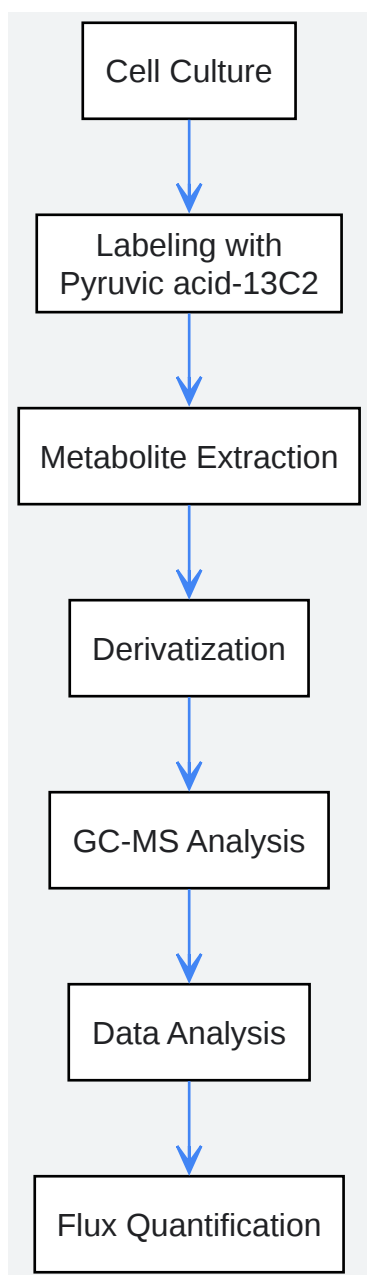 Cell Culture
Labeling with
Pyruvic acid-13C2
Metabolite Extraction
Derivatization
GC-MS Analysis
Data Analysis
Flux Quantification